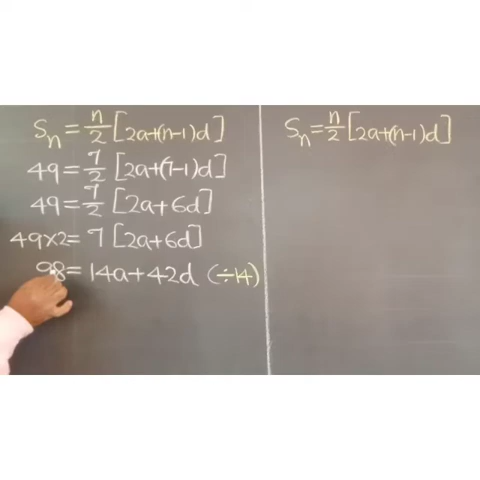 Sₙ = n/2 [2a+(n-1)d]
49 = 7/2 [2a+(7-1)d]
49 = 7/2 [2a+6d]
49×2 = 7 [2a+6d]
98 = 14a+42d (÷14)
Sₙ = n/2 [2a+(n-1)d]